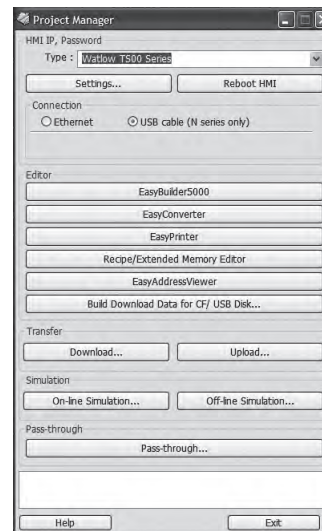 Project Manager
HMI IP, Password
Type : Watlow TS00 Series
Settings... Reboot HMI
Connection
Ethernet USB cable (N series only)
Editor
EasyBuilder5000
EasyConverter
EasyPrinter
Recipe/Extended Memory Editor
EasyAddressViewer
Build Download Data for CF/ USB Disk...
Transfer
Download... Upload...
Simulation
On-line Simulation... Off-line Simulation...
Pass-through
Pass-through...
Help Exit